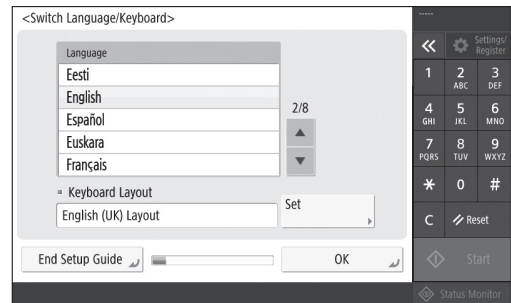 <Switch Language/Keyboard>
-----
Settings/
Register
Language
Eesti
English
Español
Euskara
Français
2/8
Keyboard Layout
English (UK) Layout
Set
End Setup Guide
OK
1 2 3
ABC DEF
4 5 6
GHI JKL MNO
7 8 9
PQRS TUV WXYZ
* 0 #
C Reset
Start
Status Monitor